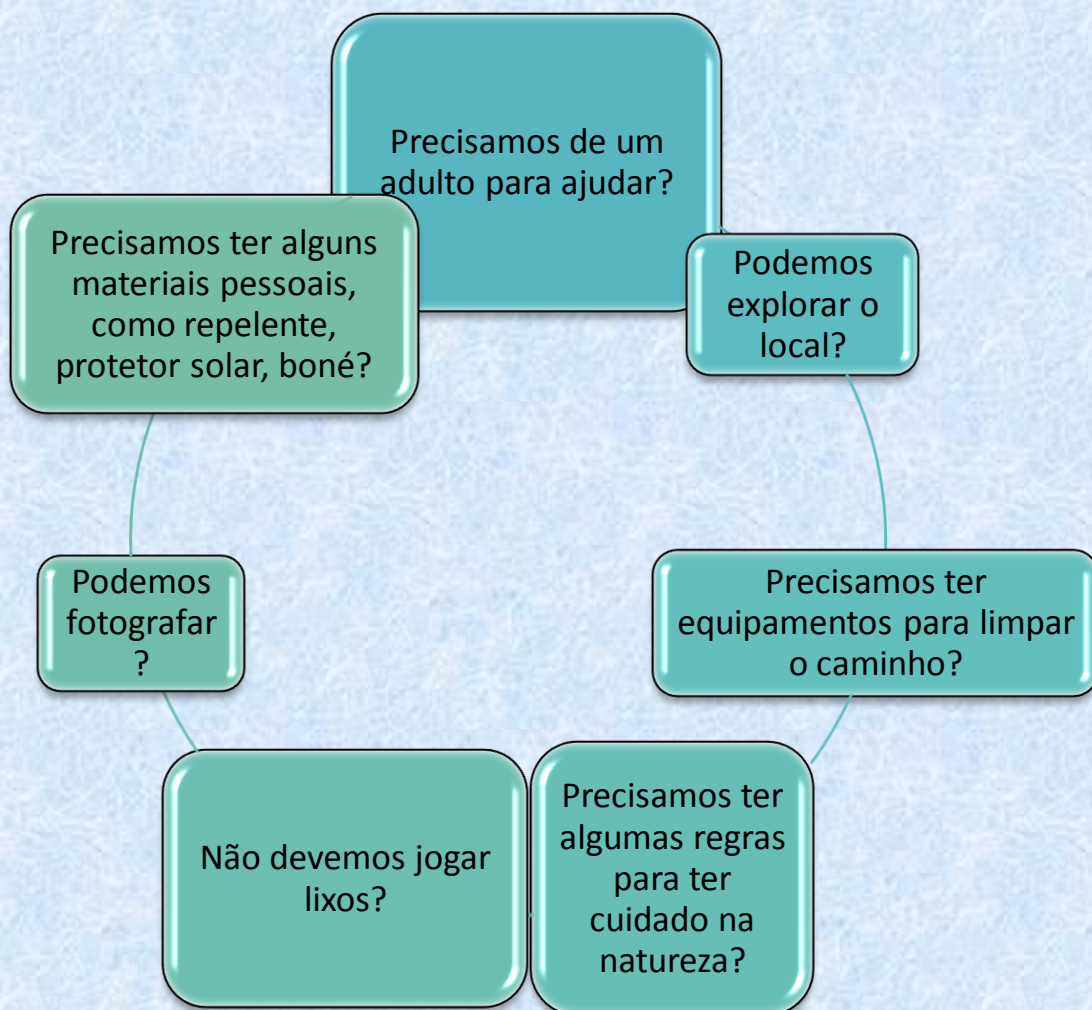 Precisamos de um
adulto para ajudar?
Podemos
explorar o
local?
Precisamos ter
equipamentos para limpar
o caminho?
Precisamos ter
algumas regras
para ter
cuidado na
natureza?
Não devemos jogar
lixos?
Podemos
fotografar
?
Precisamos ter alguns
materiais pessoais,
como repelente,
protetor solar, boné?